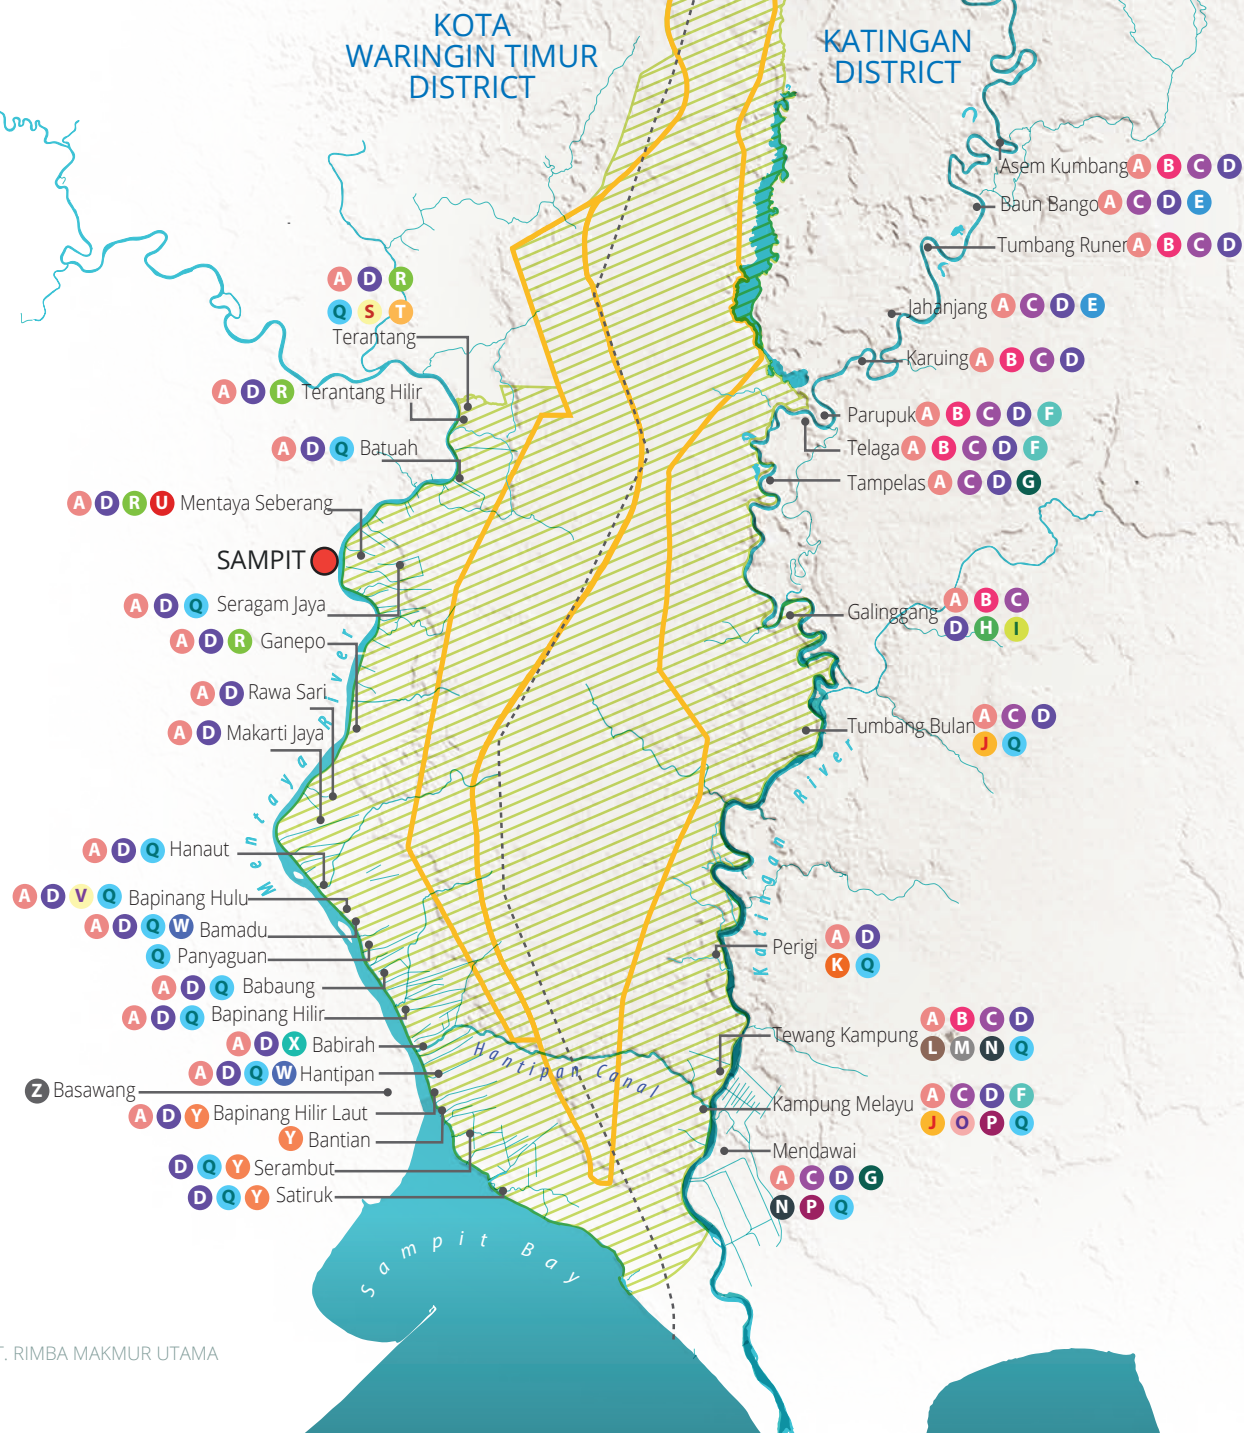 KOTA
WARINGIN TIMUR
DISTRICT
KATINGAN
DISTRICT
Asem Kumbang A B C D
Baun Bango A C D E
Tumbang Runen A B C D
Jahanjang A C D E
Karuing A B C D
Parupuk A B C D F
Telaga A B C D F
Tampelas A C D G
Galinggang A B C
D H I
Tumbang Bulan A C D
J Q
Perigi A D
K Q
Tewang Kampung A B C D
L M N Q
Kampung Melayu A C D F
J O P Q
Mendawai
A C D G
N P Q
A D R
Q S T
Terantang
A D R Terantang Hilir
A D Q Batuah
A D R U Mentaya Seberang
SAMPIT
A D Q Seragam Jaya
A D R Ganepo
A D Rawa Sari
A D Makarti Jaya
A D Q Hanaut
A D V Q Bapinang Hulu
A D Q W Bamadu
Q Panyaguan
A D Q Babaung
A D Q Bapinang Hilir
A D X Babirah
A D Q W Hantipan
Z Basawang
A D Y Bapinang Hilir Laut
Y Bantian
D Q Y Serambut
D Q Y Satiruk
Mentaya River
Katingan River
Hantipan Canal
Sampit Bay
T. RIMBA MAKMUR UTAMA